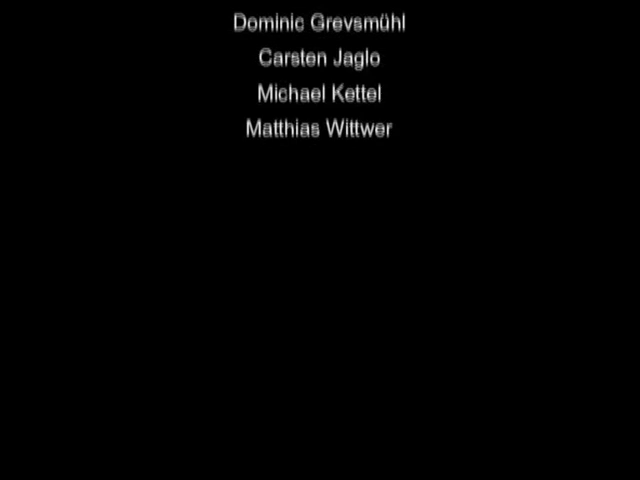 Dominic Grevsmühl
Carsten Jaglo
Michael Kettel
Matthias Wittwer